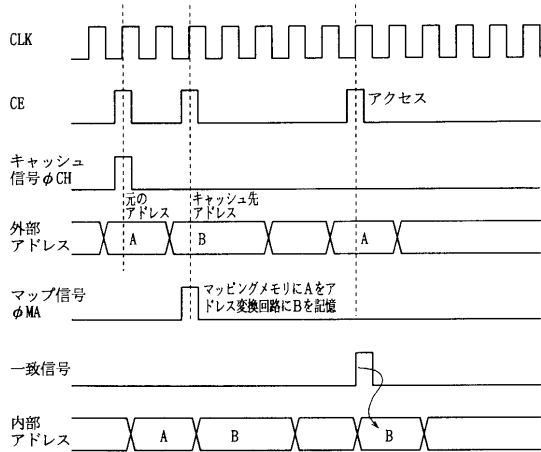 CLK
CE
アクセス
キャッシュ
信号φCH
元の
アドレス
キャッシュ先
アドレス
外部
アドレス
A
B
A
マップ信号
φMA
マッピングメモリにAをア
ドレス変換回路にBを記憶
一致信号
内部
アドレス
A
B
B